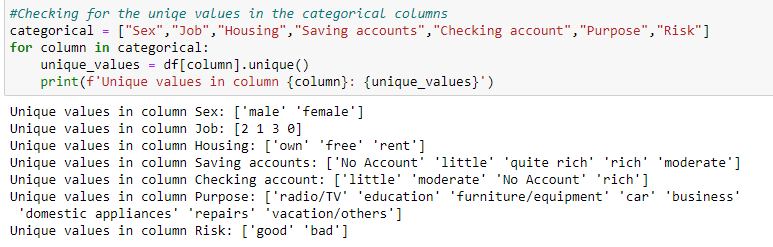 #Checking for the uniqe values in the categorical columns
categorical = ["Sex","Job","Housing","Saving accounts","Checking account","Purpose","Risk"]
for column in categorical:
    unique_values = df[column].unique()
    print(f'Unique values in column {column}: {unique_values}')
Unique values in column Sex: ['male' 'female']
Unique values in column Job: [2 1 3 0]
Unique values in column Housing: ['own' 'free' 'rent']
Unique values in column Saving accounts: ['No Account' 'little' 'quite rich' 'rich' 'moderate']
Unique values in column Checking account: ['little' 'moderate' 'No Account' 'rich']
Unique values in column Purpose: ['radio/TV' 'education' 'furniture/equipment' 'car' 'business'
 'domestic appliances' 'repairs' 'vacation/others']
Unique values in column Risk: ['good' 'bad']